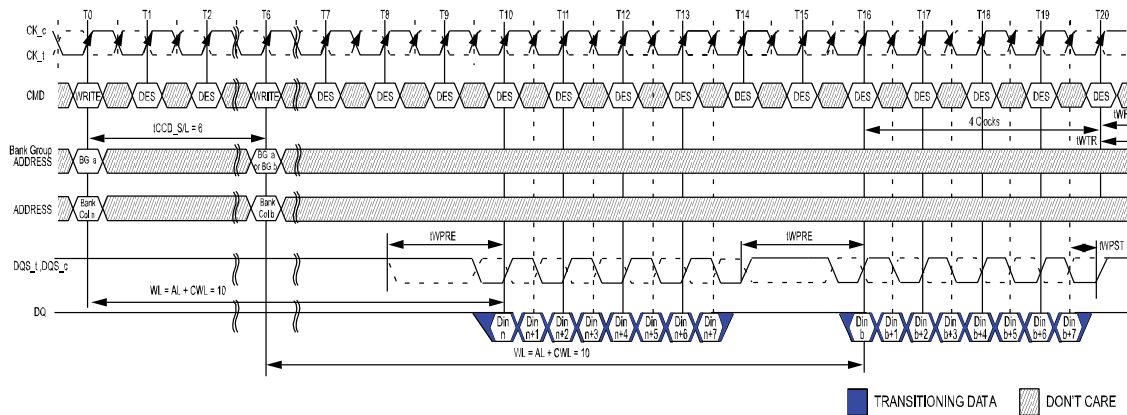 T0 T1 T2 T6 T7 T8 T9 T10 T11 T12 T13 T14 T15 T16 T17 T18 T19 T20
CK_c
CK_t
CMD WRITE DES DES WRITE DES DES DES DES DES DES DES DES DES DES DES DES DES DES
tCCD_S/L = 6
4 Clocks
tWR
tWTR
Bank Group
ADDRESS
BG a
BG a
or BG b
ADDRESS
Bank
Col n
Bank
Col b
tWPRE
tWPRE
tWPST
DQS_t ,DQS_c
WL = AL + CWL = 10
DQ
Din n
Din n+1
Din n+2
Din n+3
Din n+4
Din n+5
Din n+6
Din n+7
Din b
Din b+1
Din b+2
Din b+3
Din b+4
Din b+5
Din b+6
Din b+7
WL = AL + CWL = 10
TRANSITIONING DATA
DON'T CARE